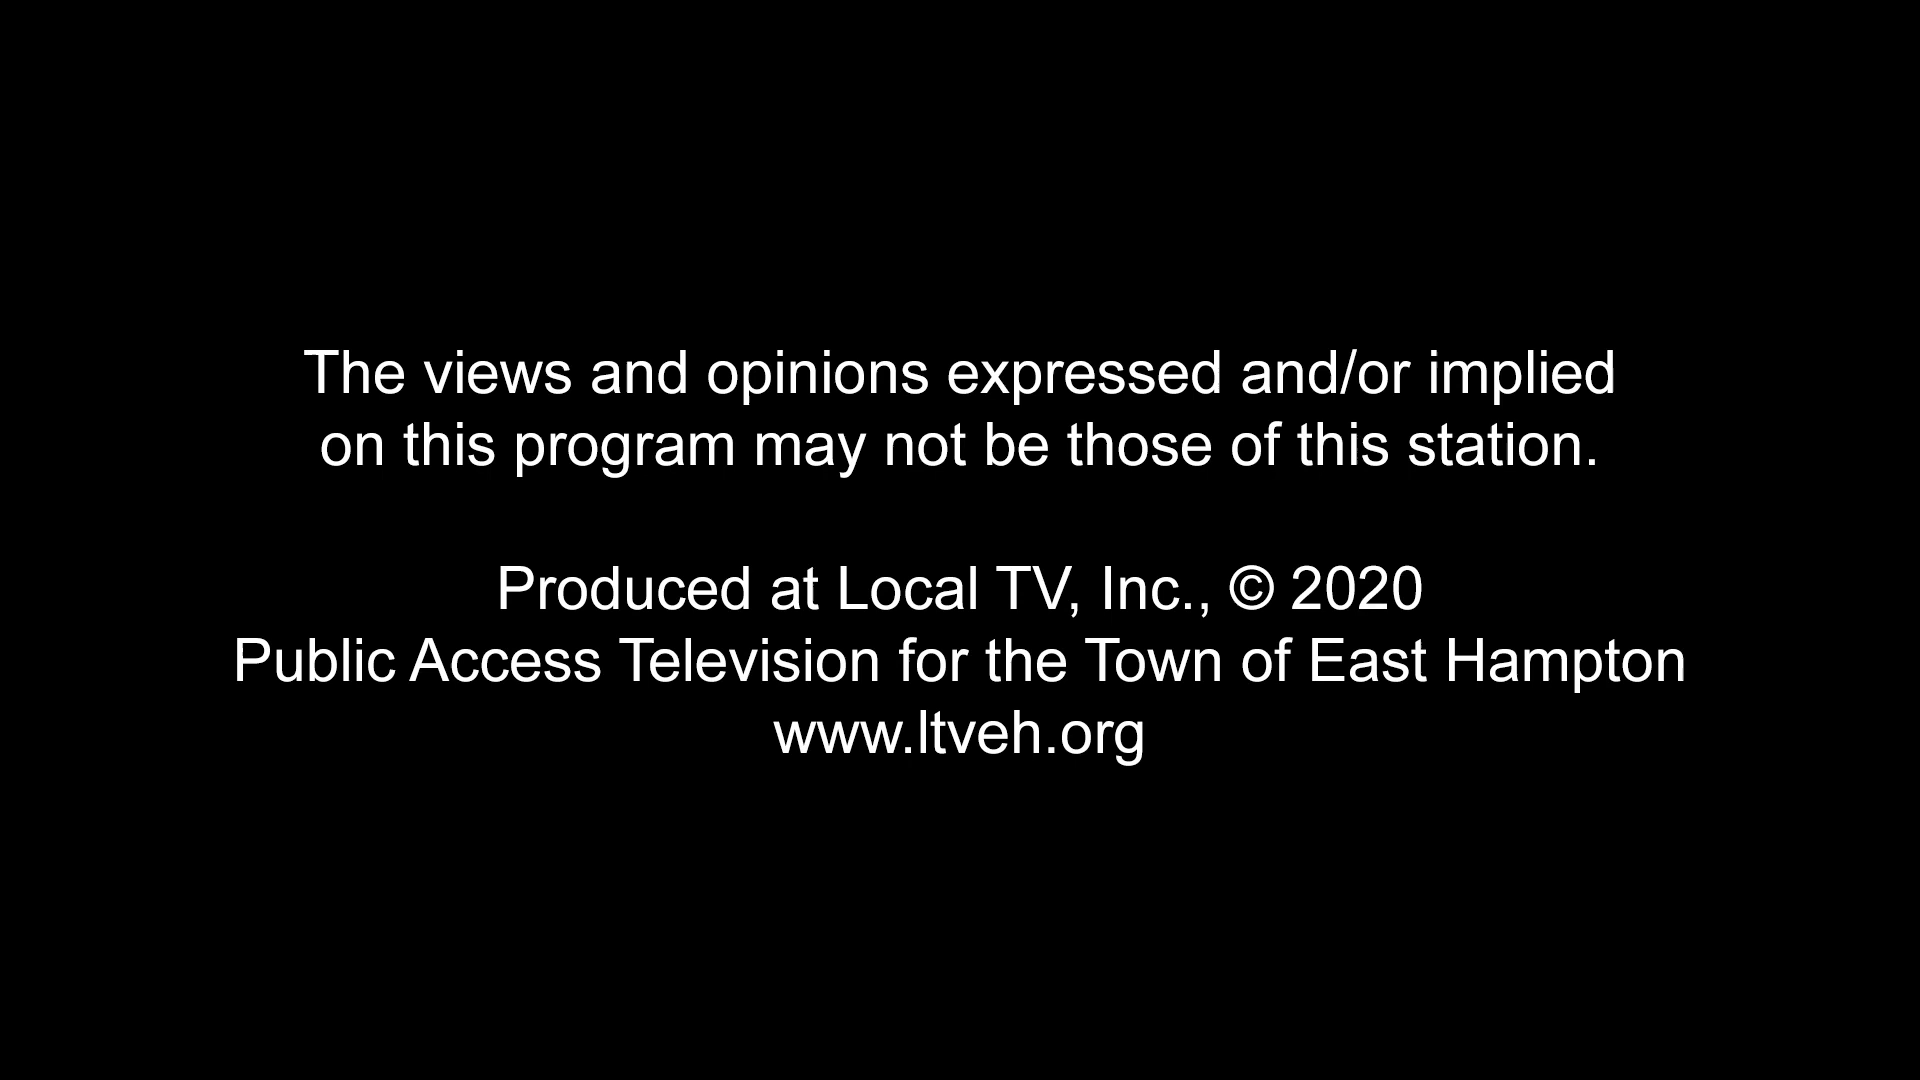 The views and opinions expressed and/or implied
on this program may not be those of this station.
Produced at Local TV, Inc., © 2020
Public Access Television for the Town of East Hampton
www.ltveh.org